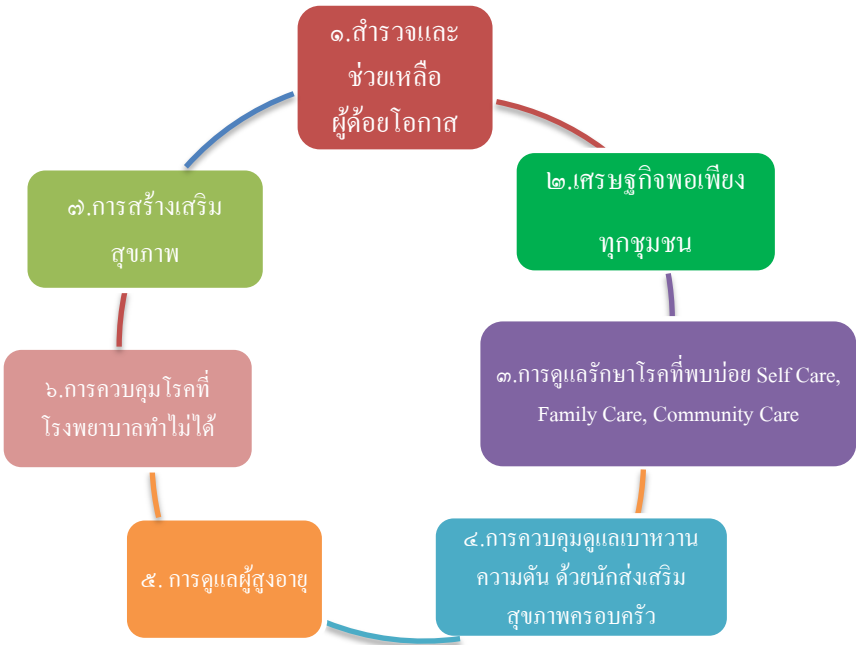 ๑.สำรวจและ
ช่วยเหลือ
ผู้ด้อยโอกาส
๒.เศรษฐกิจพอเพียง
ทุกชุมชน
๓.การดูแลรักษาโรคที่พบบ่อย Self Care,
Family Care, Community Care
๔.การควบคุมดูแลเบาหวาน
ความดัน ด้วยนักส่งเสริม
สุขภาพครอบครัว
๕. การดูแลผู้สูงอายุ
๖.การควบคุมโรคที่
โรงพยาบาลทำไม่ได้
๗.การสร้างเสริม
สุขภาพ